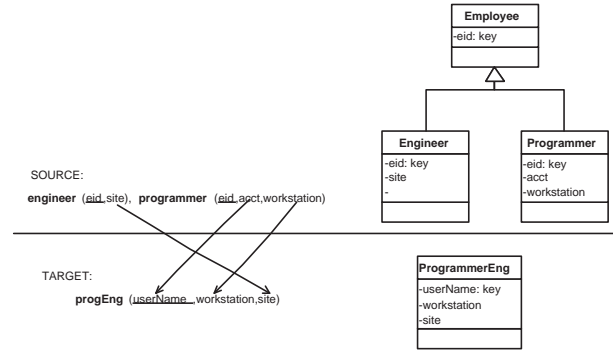 Employee
-eid: key
Engineer
-eid: key
-site
-
Programmer
-eid: key
-acct
-workstation
SOURCE:
engineer (eid,site), programmer (eid,acct,workstation)
TARGET:
progEng (userName ,workstation,site)
ProgrammerEng
-userName: key
-workstation
-site